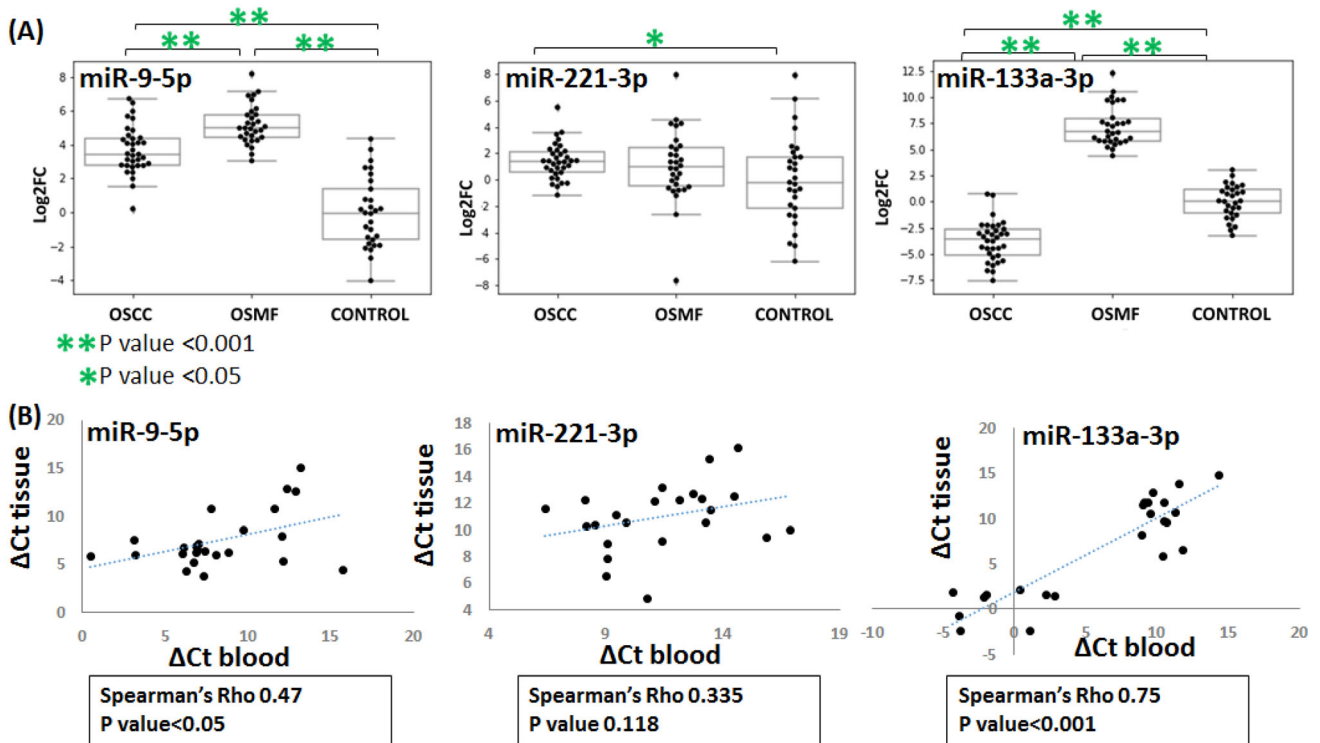 (A)
** ** **
miR-9-5p
Log2FC
8
6
4
2
0
−2
−4
OSCC OSMF CONTROL
*
miR-221-3p
Log2FC
8
6
4
2
0
−2
−4
−6
−8
OSCC OSMF CONTROL
** ** **
miR-133a-3p
Log2FC
12.5
10.0
7.5
5.0
2.5
0.0
−2.5
−5.0
−7.5
OSCC OSMF CONTROL
** P value <0.001
* P value <0.05
(B)
miR-9-5p
ΔCt tissue
20
15
10
5
0
0 5 10 15 20
ΔCt blood
Spearman’s Rho 0.47
P value<0.05
miR-221-3p
ΔCt tissue
18
16
14
12
10
8
6
4
4 9 14 19
ΔCt blood
Spearman’s Rho 0.335
P value 0.118
miR-133a-3p
ΔCt tissue
20
15
10
5
0
-5
-10 -5 0 5 10 15 20
ΔCt blood
Spearman’s Rho 0.75
P value<0.001